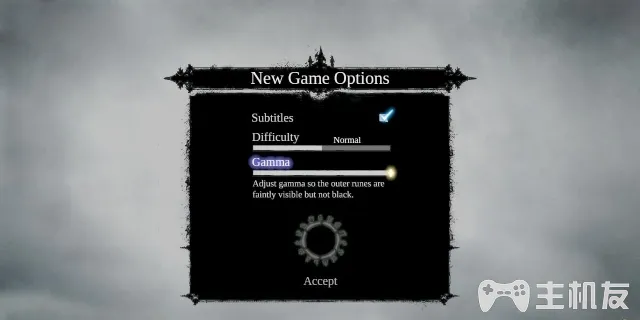 New Game Options
Subtitles
Difficulty
Normal
Gamma
Adjust gamma so the outer runes are
faintly visible but not black.
Accept
主机友